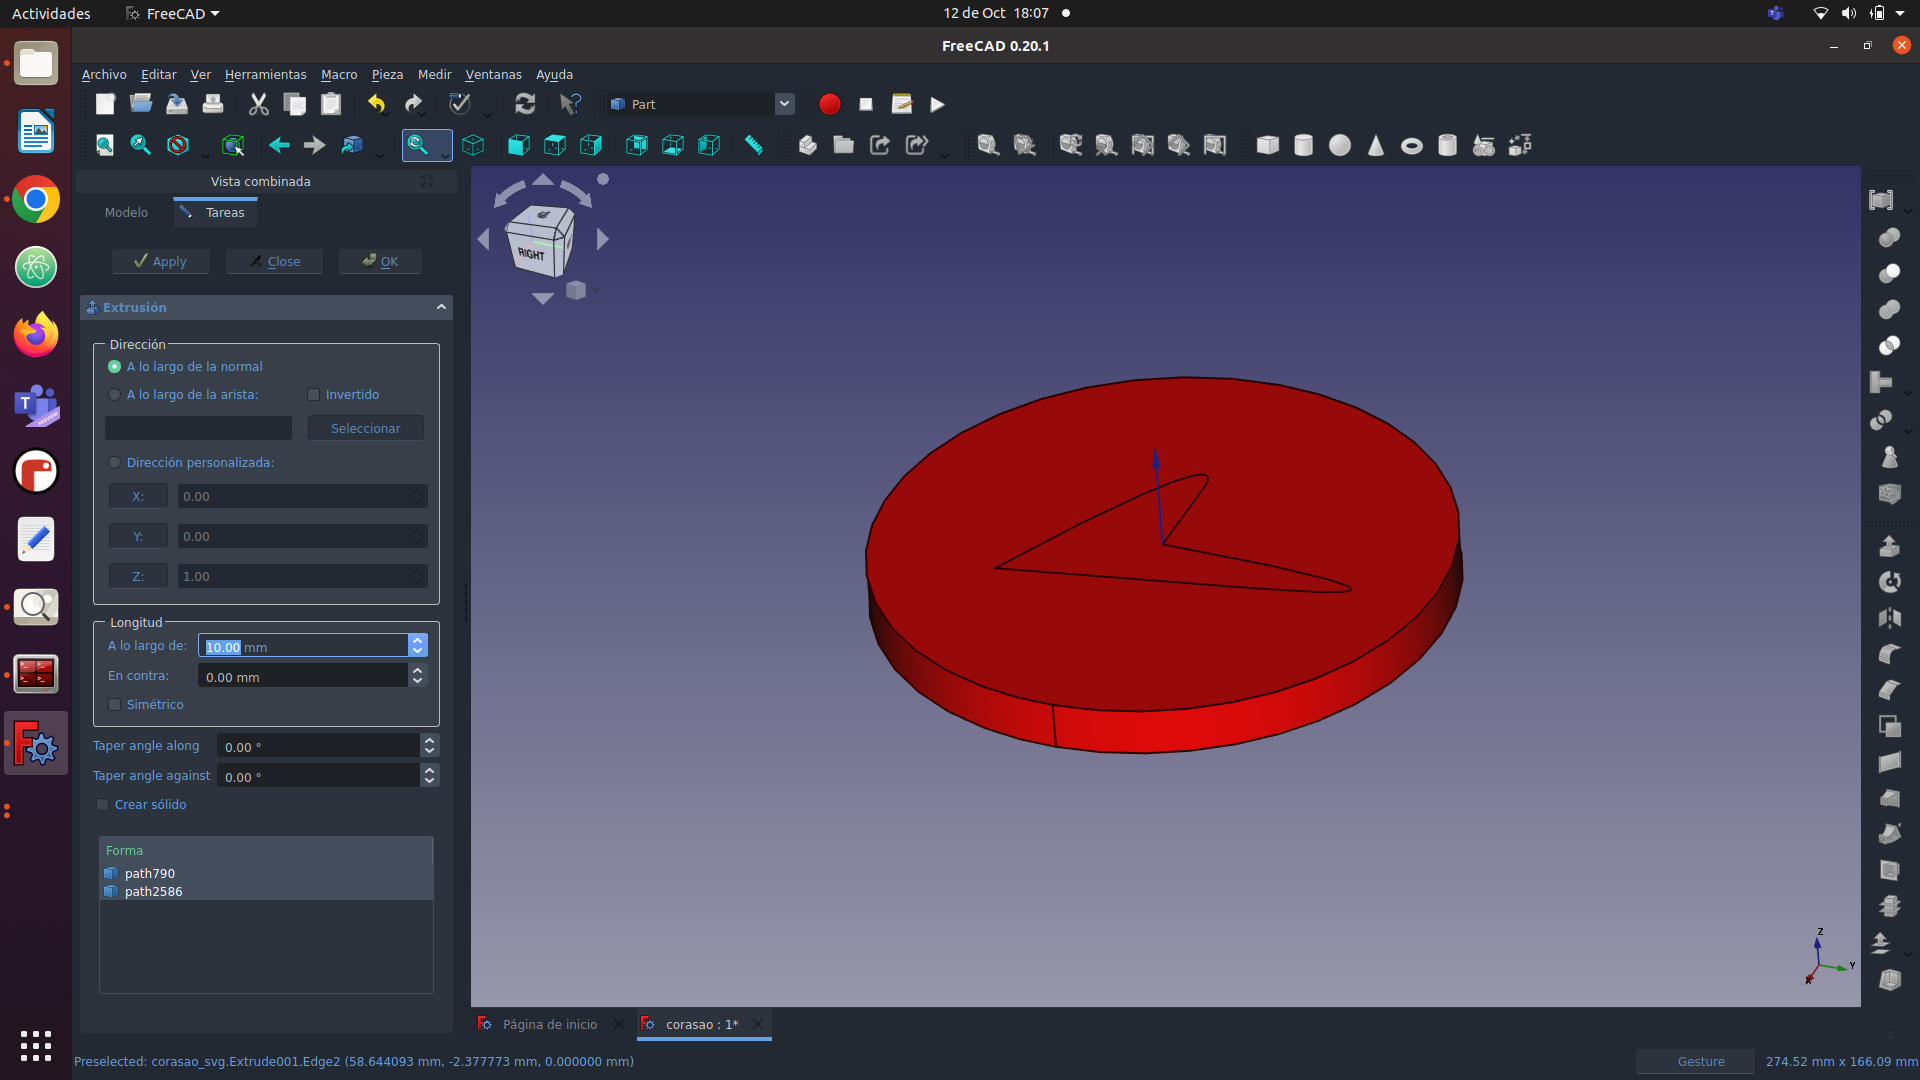 Actividades
FreeCAD
12 de Oct 18:07
FreeCAD 0.20.1
Archivo Editar Ver Herramientas Macro Pieza Medir Ventanas Ayuda
Part
Vista combinada
Modelo Tareas
Apply Close OK
RIGHT
Extrusión
Dirección
A lo largo de la normal
A lo largo de la arista: Invertido
Seleccionar
Dirección personalizada:
X: 0.00
Y: 0.00
Z: 1.00
Longitud
A lo largo de: 10.00 mm
En contra: 0.00 mm
Simétrico
Taper angle along 0.00 °
Taper angle against 0.00 °
Crear sólido
Forma
path790
path2586
Z
Y
X
Página de inicio corasao : 1*
Preselected: corasao_svg.Extrude001.Edge2 (58.644093 mm, -2.377773 mm, 0.000000 mm)
Gesture 274.52 mm x 166.09 mm